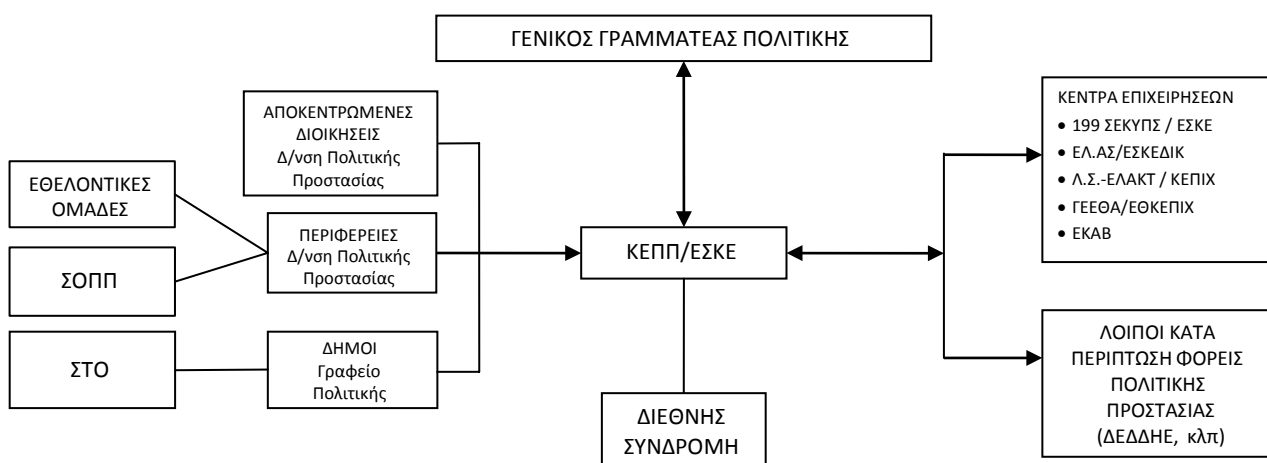 ΓΕΝΙΚΟΣ ΓΡΑΜΜΑΤΕΑΣ ΠΟΛΙΤΙΚΗΣ
ΑΠΟΚΕΝΤΡΩΜΕΝΕΣ
ΔΙΟΙΚΗΣΕΙΣ
Δ/νση Πολιτικής
Προστασίας
ΕΘΕΛΟΝΤΙΚΕΣ
ΟΜΑΔΕΣ
ΣΟΠΠ
ΠΕΡΙΦΕΡΕΙΕΣ
Δ/νση Πολιτικής
Προστασίας
ΣΤΟ
ΔΗΜΟΙ
Γραφείο
Πολιτικής
ΚΕΠΠ/ΕΣΚΕ
ΔΙΕΘΝΗΣ
ΣΥΝΔΡΟΜΗ
ΚΕΝΤΡΑ ΕΠΙΧΕΙΡΗΣΕΩΝ
• 199 ΣΕΚΥΠΣ / ΕΣΚΕ
• ΕΛ.ΑΣ/ΕΣΚΕΔΙΚ
• Λ.Σ.-ΕΛΑΚΤ / ΚΕΠΙΧ
• ΓΕΕΘΑ/ΕΘΚΕΠΙΧ
• ΕΚΑΒ
ΛΟΙΠΟΙ ΚΑΤΑ
ΠΕΡΙΠΤΩΣΗ ΦΟΡΕΙΣ
ΠΟΛΙΤΙΚΗΣ
ΠΡΟΣΤΑΣΙΑΣ
(ΔΕΔΔΗΕ, κλπ)